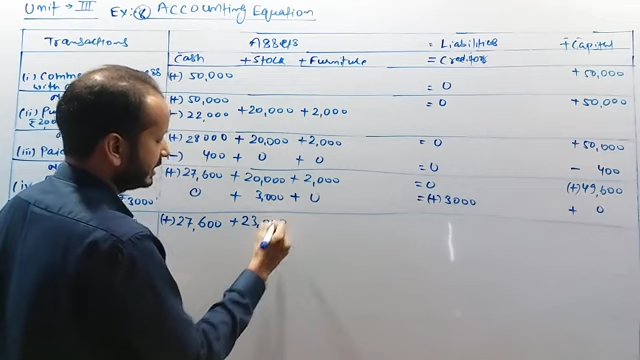 Unit → III Ex: 8 ACCOUNTING Equation
Transactions Assets = Liabilities + Capital
Cash + Stock + Furniture = Creditors
(i) Comm
(+) 50,000 = 0 + 50,000
with
(+) 50,000 = 0 + 50,000
(ii) Pu
(-) 22,000 + 20,000 + 2,000
(+) 28000 + 20,000 + 2,000 = 0 + 50,000
(iii) Paid
(-) 400 + 0 + 0 = 0 - 400
(+) 27,600 + 20,000 + 2,000 = 0 (+) 49,600
₹3000 0 + 3,000 + 0 = (+) 3000 + 0
(+) 27,600 + 23,